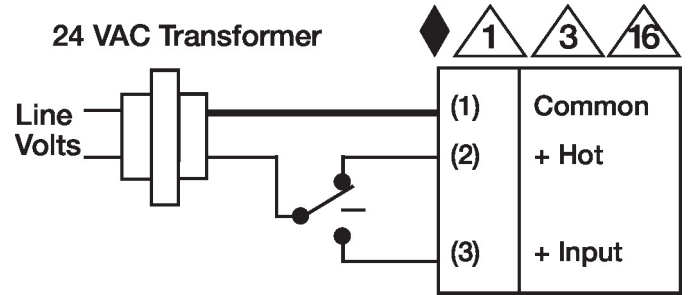 24 VAC Transformer
1 3 16
Line
Volts
(1) Common
(2) + Hot
(3) + Input